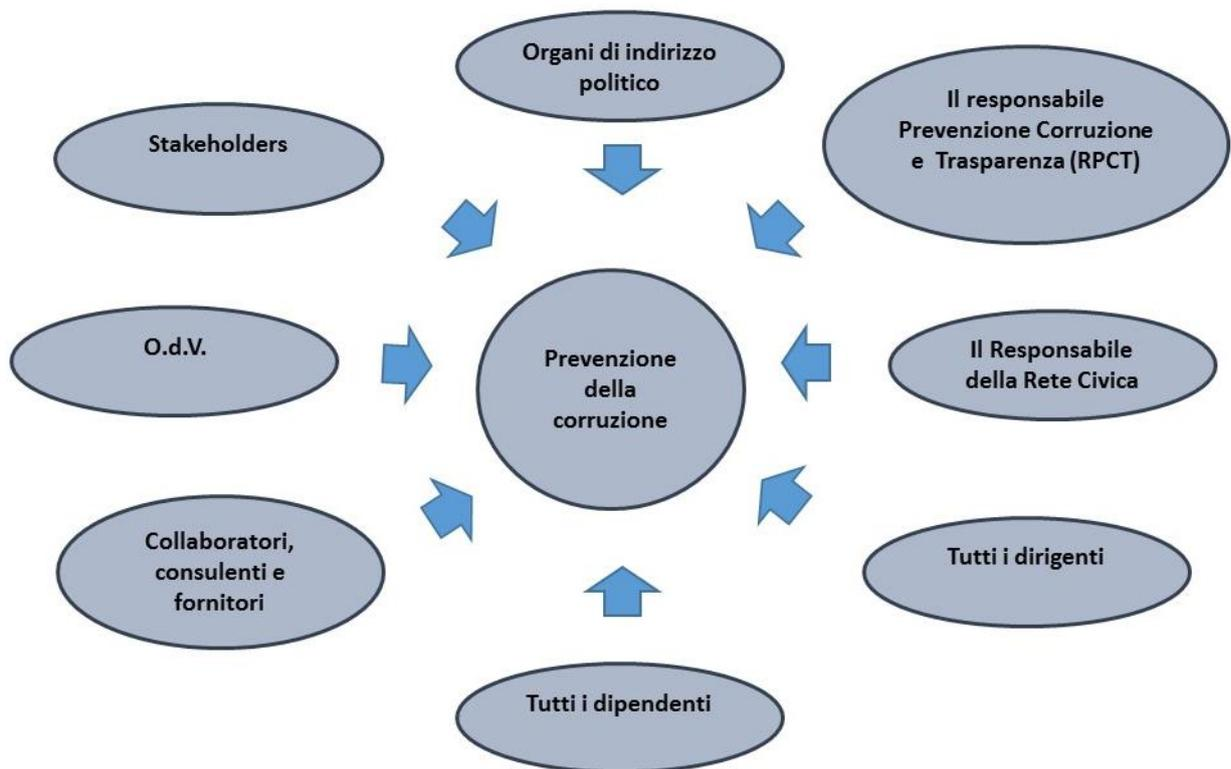 Organi di indirizzo
politico
Il responsabile
Prevenzione Corruzione
e Trasparenza (RPCT)
Stakeholders
O.d.V.
Prevenzione
della
corruzione
Il Responsabile
della Rete Civica
Collaboratori,
consulenti e
fornitori
Tutti i dirigenti
Tutti i dipendenti